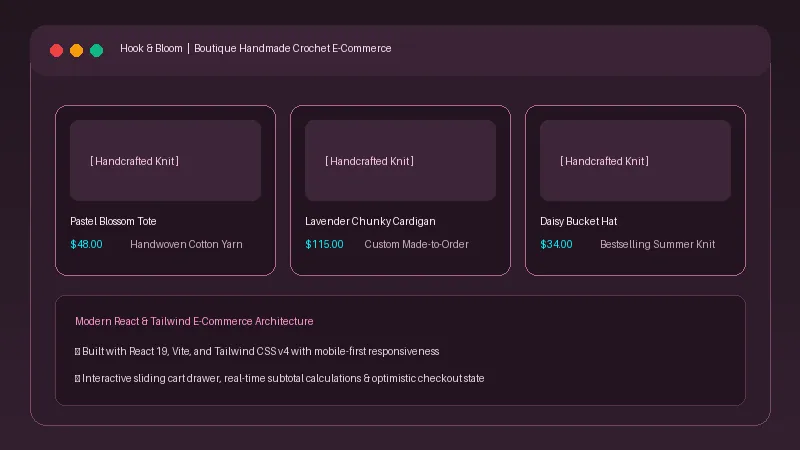 Hook & Bloom | Boutique Handmade Crochet E-Commerce
[Handcrafted Knit]
[Handcrafted Knit]
[Handcrafted Knit]
Pastel Blossom Tote
Lavender Chunky Cardigan
Daisy Bucket Hat
$48.00 Handwoven Cotton Yarn
$115.00 Custom Made-to-Order
$34.00 Bestselling Summer Knit
Modern React & Tailwind E-Commerce Architecture
Built with React 19, Vite, and Tailwind CSS v4 with mobile-first responsiveness
Interactive sliding cart drawer, real-time subtotal calculations & optimistic checkout state